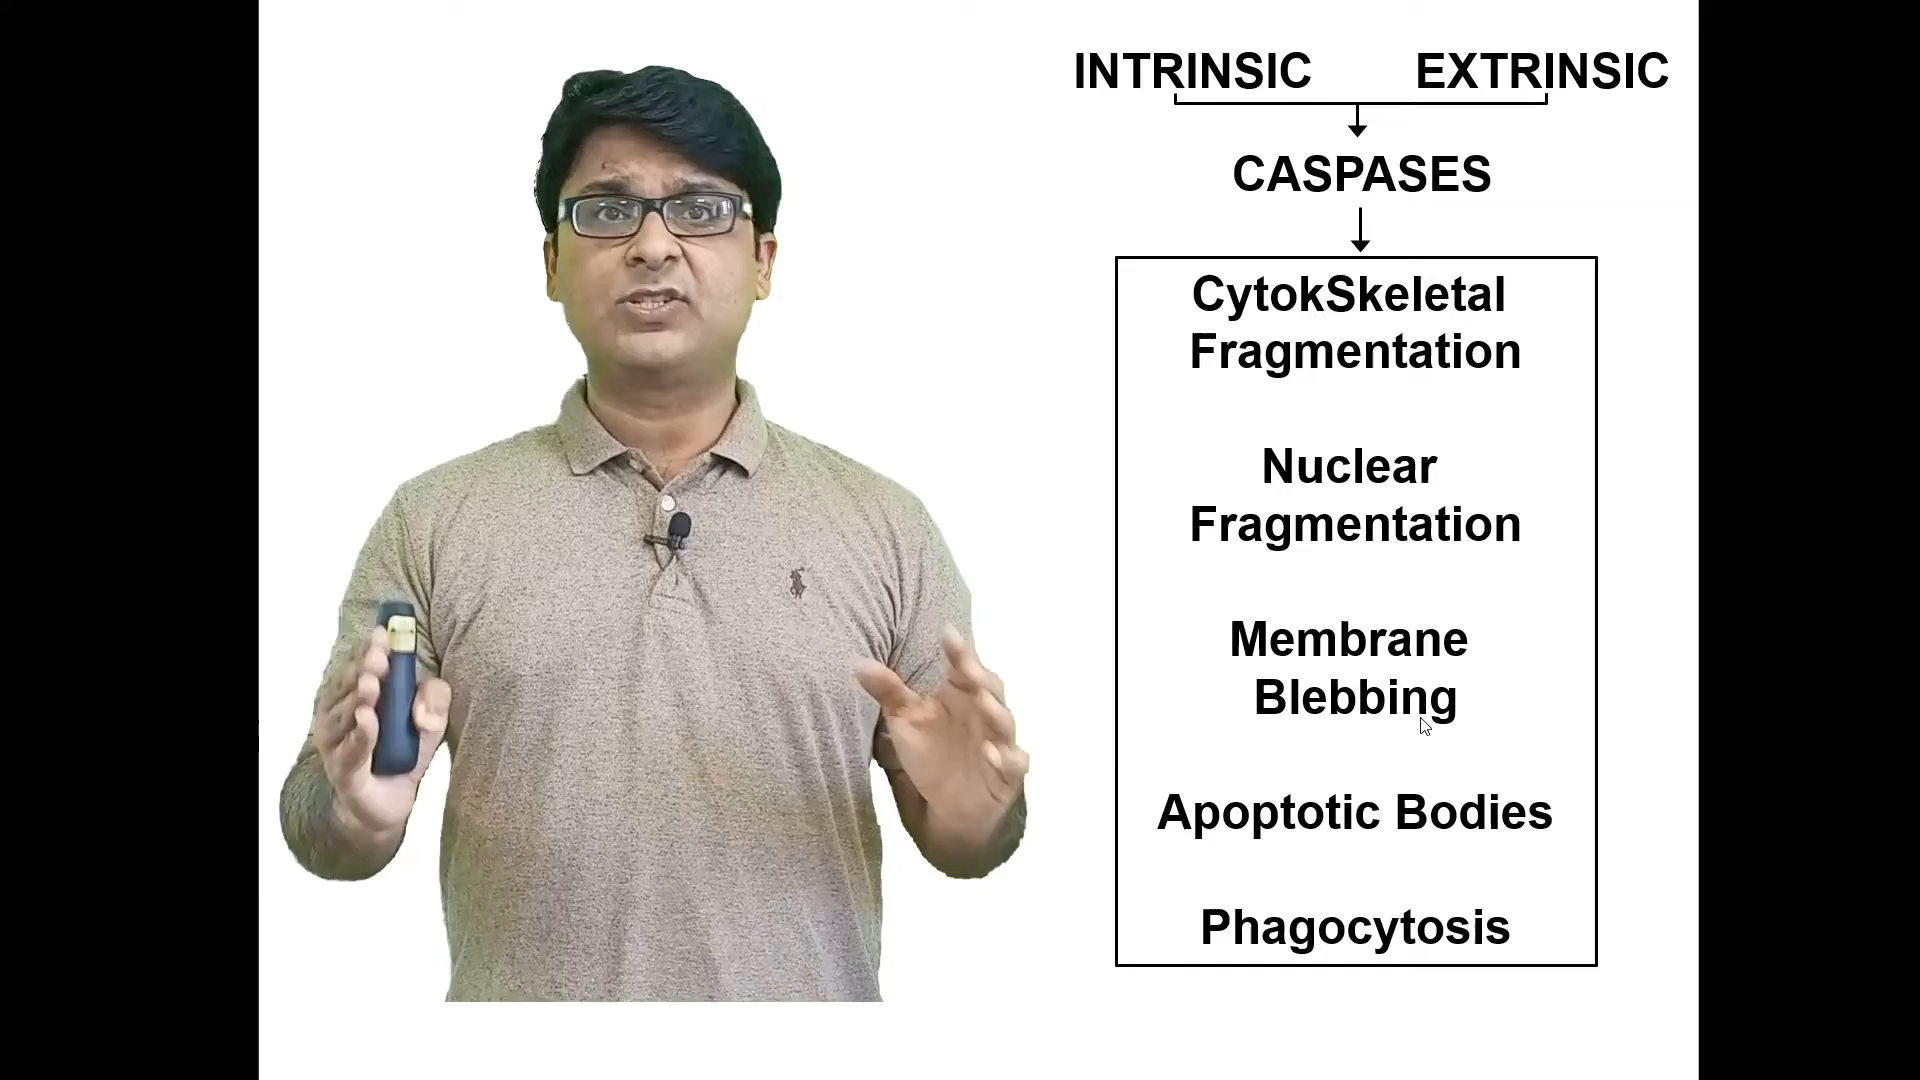 INTRINSIC EXTRINSIC
CASPASES
CytokSkeletal
Fragmentation
Nuclear
Fragmentation
Membrane
Blebbing
Apoptotic Bodies
Phagocytosis